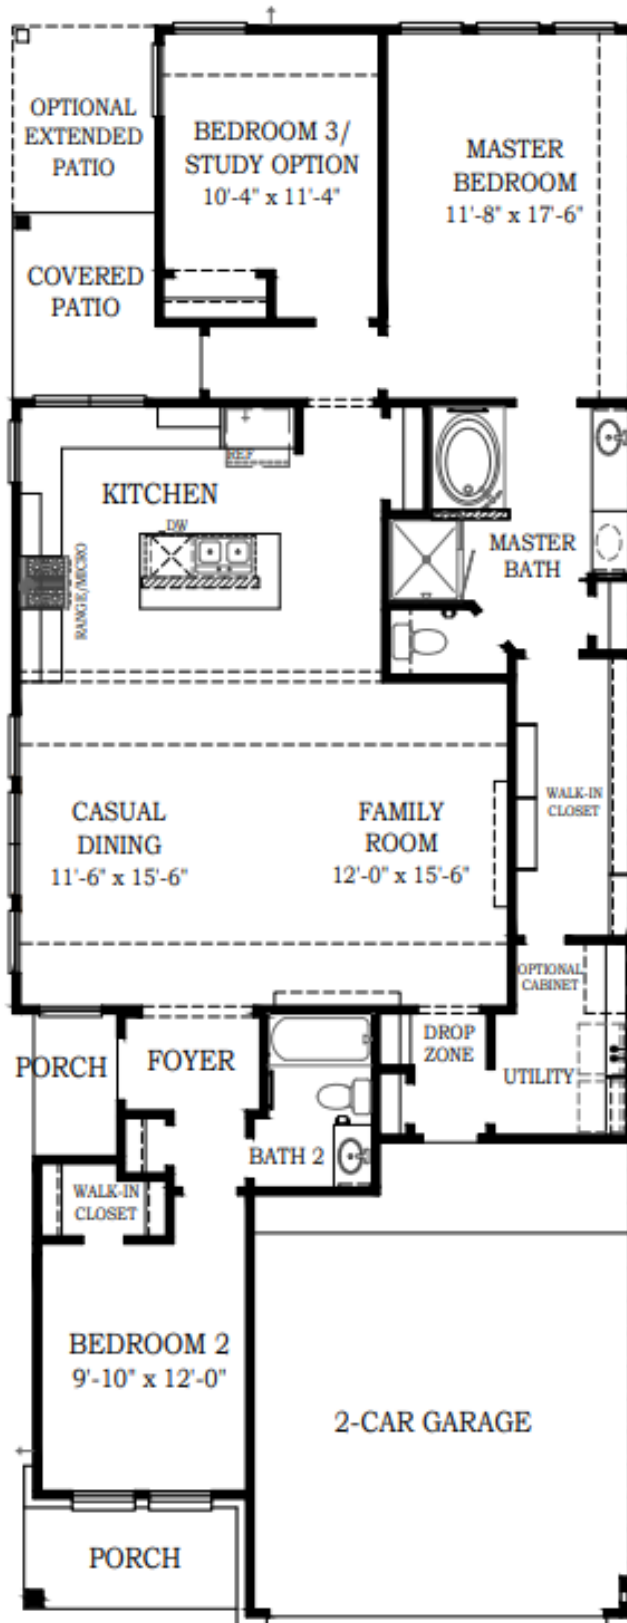 OPTIONAL
EXTENDED
PATIO
BEDROOM 3/
STUDY OPTION
10'-4" x 11'-4"
MASTER
BEDROOM
11'-8" x 17'-6"
COVERED
PATIO
REF
KITCHEN
DW
RANGE/MICRO
MASTER
BATH
CASUAL
DINING
11'-6" x 15'-6"
FAMILY
ROOM
12'-0" x 15'-6"
WALK-IN
CLOSET
OPTIONAL
CABINET
PORCH
FOYER
DROP
ZONE
UTILITY
BATH 2
WALK-IN
CLOSET
BEDROOM 2
9'-10" x 12'-0"
2-CAR GARAGE
PORCH